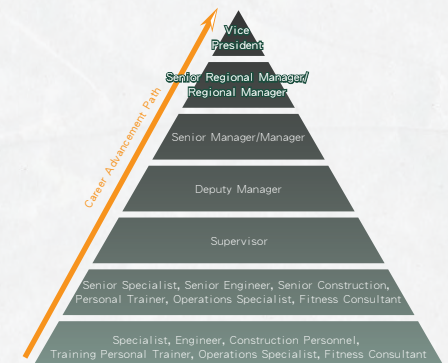 Vice
President
Senior Regional Manager/
Regional Manager
Career Advancement Path
Senior Manager/Manager
Deputy Manager
Supervisor
Senior Specialist, Senior Engineer, Senior Construction,
Personal Trainer, Operations Specialist, Fitness Consultant
Specialist, Engineer, Construction Personnel,
Training Personal Trainer, Operations Specialist, Fitness Consultant